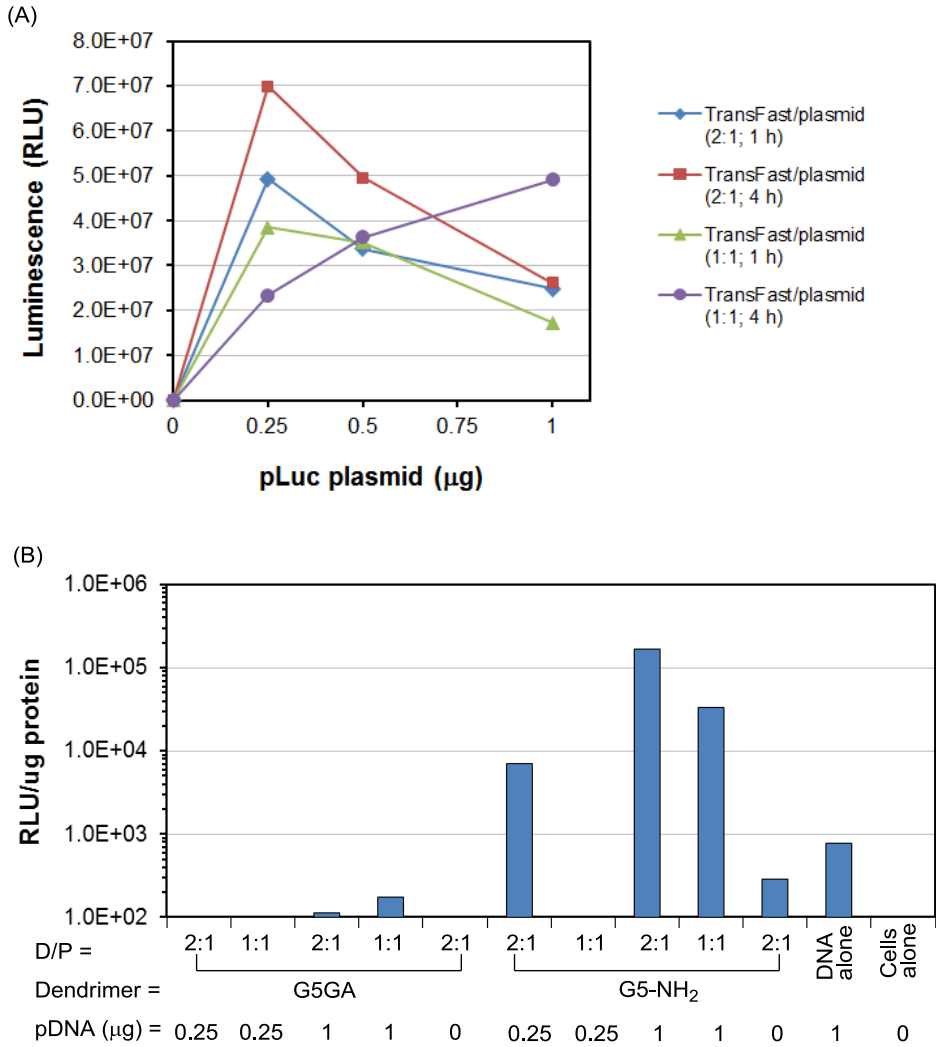 (A)
8.0E+07
7.0E+07
6.0E+07
5.0E+07
4.0E+07
3.0E+07
2.0E+07
1.0E+07
0.0E+00
Luminescence (RLU)
0 0.25 0.5 0.75 1
pLuc plasmid (µg)
TransFast/plasmid
(2:1; 1 h)
TransFast/plasmid
(2:1; 4 h)
TransFast/plasmid
(1:1; 1 h)
TransFast/plasmid
(1:1; 4 h)
(B)
1.0E+06
1.0E+05
1.0E+04
1.0E+03
1.0E+02
RLU/ug protein
D/P = 2:1 1:1 2:1 1:1 2:1 2:1 1:1 2:1 1:1 2:1 DNA alone Cells alone
Dendrimer = G5GA G5-NH₂
pDNA (µg) = 0.25 0.25 1 1 0 0.25 0.25 1 1 0 1 0